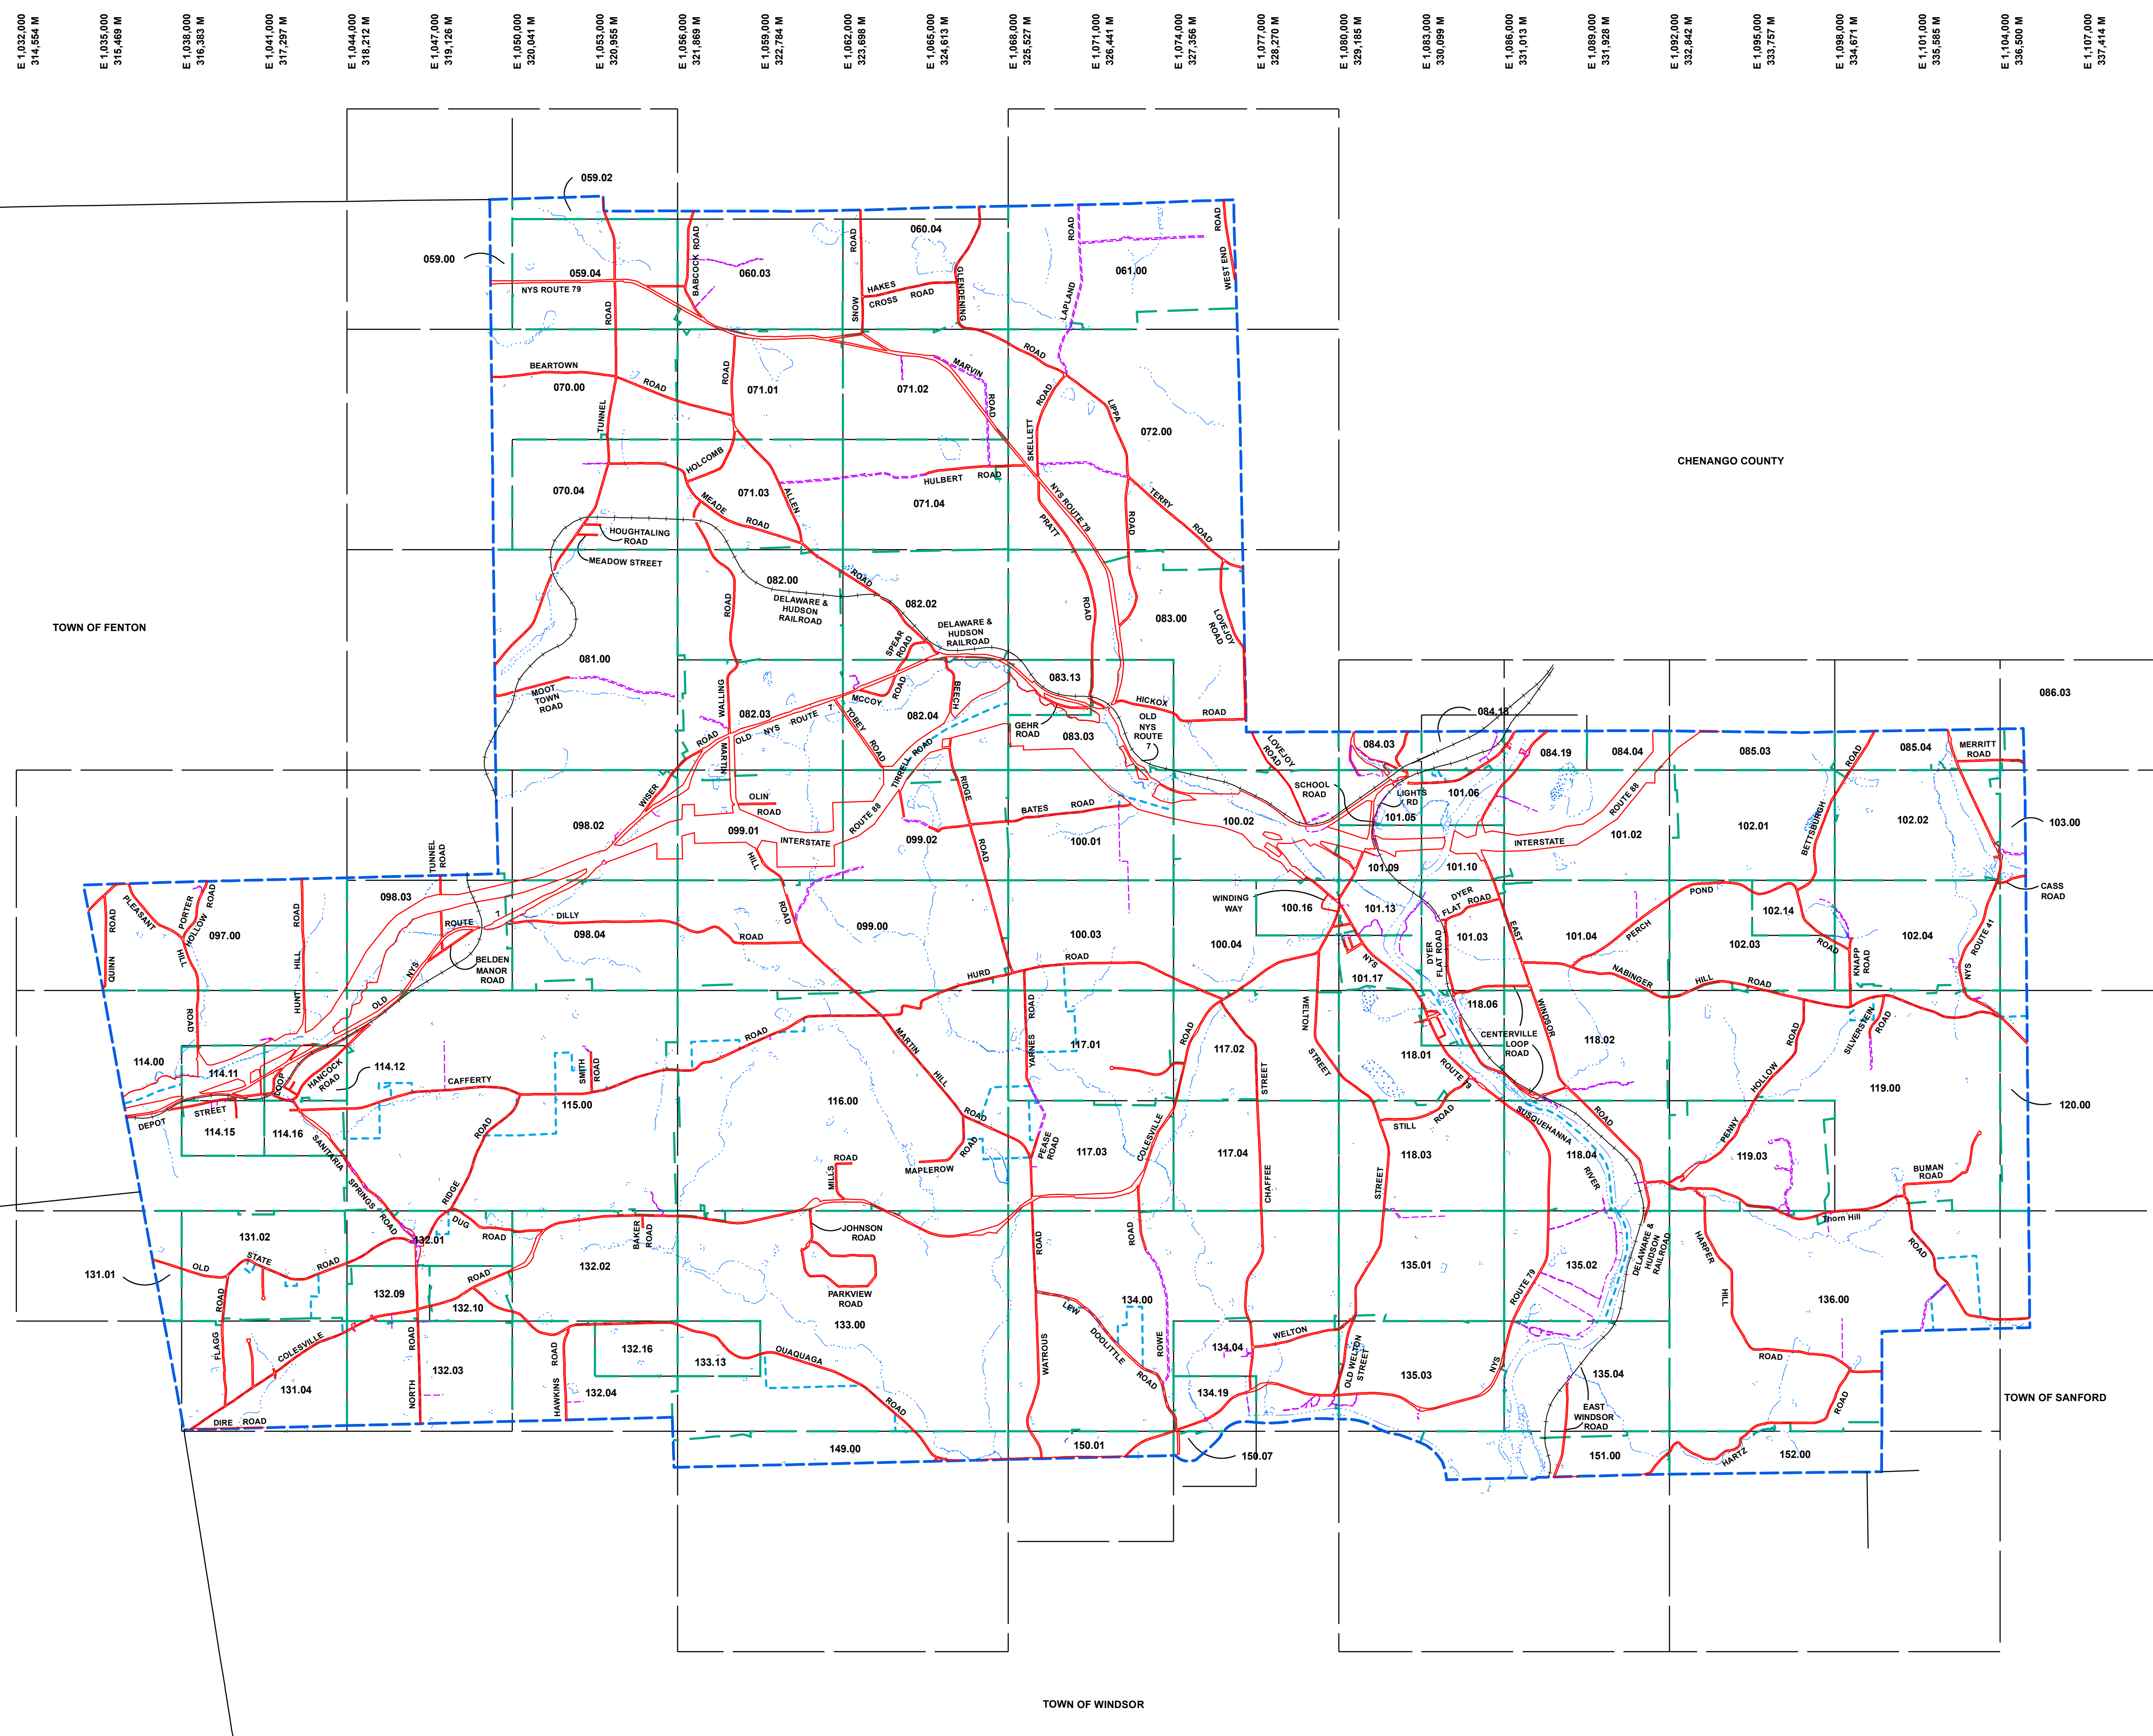 E 1,032,000
314,554 M
E 1,035,000
315,469 M
E 1,038,000
316,383 M
E 1,041,000
317,297 M
E 1,044,000
318,212 M
E 1,047,000
319,126 M
E 1,050,000
320,041 M
E 1,053,000
320,955 M
E 1,056,000
321,869 M
E 1,059,000
322,784 M
E 1,062,000
323,698 M
E 1,065,000
324,613 M
E 1,068,000
325,527 M
E 1,071,000
326,441 M
E 1,074,000
327,356 M
E 1,077,000
328,270 M
E 1,080,000
329,185 M
E 1,083,000
330,099 M
E 1,086,000
331,013 M
E 1,089,000
331,928 M
E 1,092,000
332,842 M
E 1,095,000
333,757 M
E 1,098,000
334,671 M
E 1,101,000
335,585 M
E 1,104,000
336,500 M
E 1,107,000
337,414 M
059.02
059.00
059.04
NYS ROUTE 79
BABCOCK ROAD
060.03
SNOW ROAD
060.04
HAKES
CROSS ROAD
GLENDENING
ROAD
LAPLAND ROAD
061.00
WEST END ROAD
BEARTOWN
ROAD
070.00
TUNNEL ROAD
ROAD
071.01
071.02
MARVIN
ROAD
SKELLETT ROAD
LIPPA
ROAD
072.00
CHENANGO COUNTY
HOLCOMB
070.04
071.03
ALLEN
ROAD
MEADE
ROAD
HULBERT ROAD
071.04
NYS ROUTE 79
PRATT
ROAD
TERRY
ROAD
HOUGHTALING
ROAD
MEADOW STREET
082.00
DELAWARE &
HUDSON
RAILROAD
082.02
DELAWARE &
HUDSON
RAILROAD
SPEAR
ROAD
083.00
LOVEJOY
ROAD
TOWN OF FENTON
081.00
MOOT
TOWN
ROAD
WALLING
ROAD
082.03
OLD NYS ROUTE 7
MCCOY
ROAD
TOBEY
ROAD
082.04
BEECH
083.13
GEHR
ROAD
083.03
HICKOX
ROAD
OLD
NYS
ROUTE
7
086.03
084.18
084.03
084.19
084.04
085.03
085.04
MERRITT
ROAD
LOVEJOY
ROAD
SCHOOL
ROAD
LIGHTS
RD
101.05
101.06
ROUTE 88
INTERSTATE
101.02
102.01
BETTSBURGH
ROAD
102.02
103.00
CASS
ROAD
WISER
ROAD
MARTIN
OLIN
ROAD
TIRRELL ROAD
ROUTE 88
INTERSTATE
098.02
099.01
HILL
ROAD
099.02
RIDGE
ROAD
BATES ROAD
100.01
100.02
101.09
101.10
TUNNEL
ROAD
098.03
ROUTE 7
NYS
OLD
DILLY
ROAD
098.04
BELDEN
MANOR
ROAD
099.00
QUINN ROAD
PLEASANT
HILL
ROAD
PORTER
HOLLOW ROAD
097.00
HUNT HILL ROAD
100.03
HURD
ROAD
100.04
WINDING
WAY
100.16
101.13
DYER
FLAT ROAD
DYER
FLAT ROAD
101.03
EAST
WINDSOR
ROAD
101.04
PERCH
POND
102.14
ROAD
102.03
KNAPP
ROAD
102.04
NYS ROUTE 41
NYS
101.17
118.06
CENTERVILLE
LOOP
ROAD
NABINGER
HILL
ROAD
118.02
SILVERSTEIN
ROAD
114.00
114.11
LOOP
HANCOCK
ROAD
114.12
DEPOT
STREET
114.15
114.16
SANITARIA
SPRINGS
ROAD
CAFFERTY
ROAD
SMITH
ROAD
115.00
RIDGE
ROAD
MARTIN
HILL
ROAD
116.00
YARNES
ROAD
117.01
COLESVILLE
ROAD
117.02
CHAFFEE
STREET
WELTON
STREET
118.01
ROUTE 79
PENNY
HOLLOW
ROAD
119.00
120.00
MILLS
ROAD
MAPLEROW
ROAD
PEASE
ROAD
117.03
117.04
STILL
ROAD
STREET
118.03
SUSQUEHANNA
RIVER
118.04
119.03
BUMAN
ROAD
Thorn Hill
131.01
131.02
OLD
STATE
ROAD
FLAGG
ROAD
132.01
DUG
ROAD
BAKER
ROAD
132.02
JOHNSON
ROAD
PARKVIEW
ROAD
133.00
ROAD
WATROUS
134.00
LEW
DOOLITTLE
ROAD
ROAD
ROWE
135.01
ROUTE 79
NYS
135.02
DELAWARE &
HUDSON
RAILROAD
HARPER
HILL
ROAD
136.00
ROAD
132.09
132.10
ROAD
COLESVILLE
131.04
DIRE ROAD
NORTH
ROAD
132.03
HAWKINS
ROAD
132.16
132.04
133.13
OUAQUAGA
ROAD
134.04
WELTON
134.19
OLD WELTON
STREET
135.03
135.04
EAST
WINDSOR
ROAD
TOWN OF SANFORD
149.00
150.01
150.07
151.00
HARTZ
ROAD
152.00
TOWN OF WINDSOR